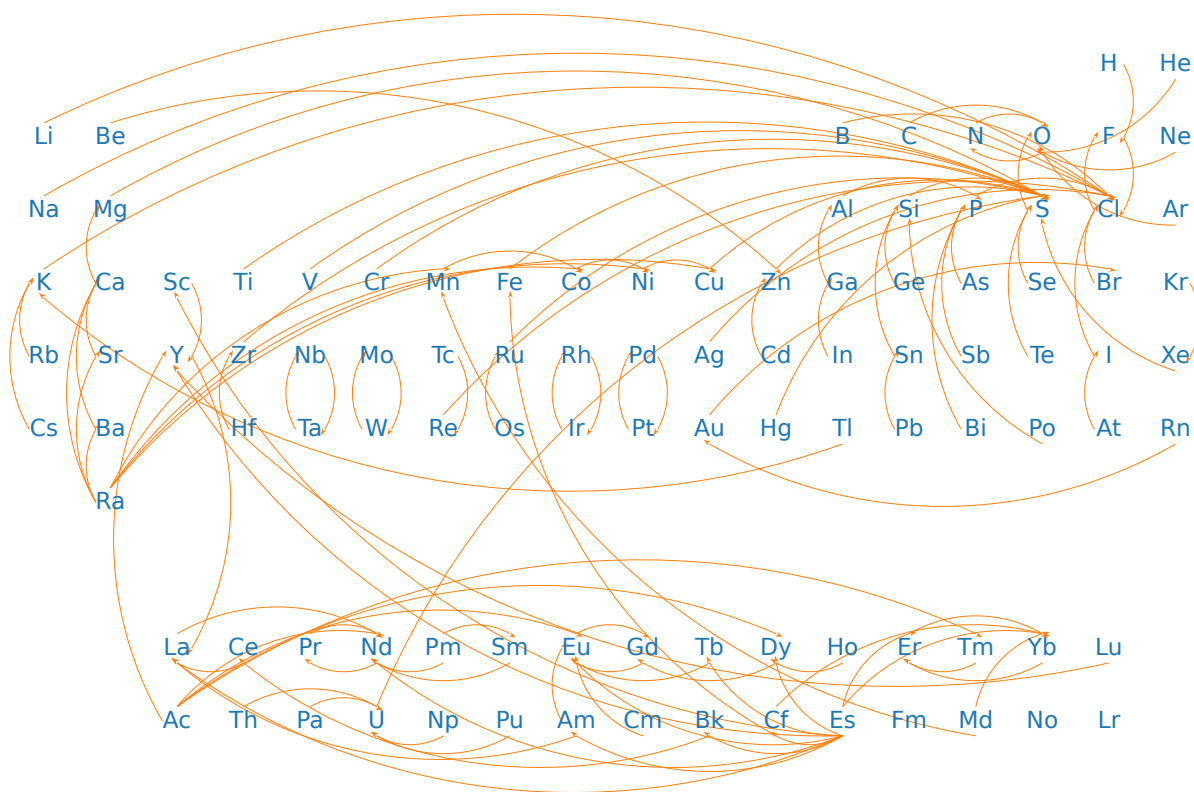 H He
Li Be B C N O F Ne
Na Mg Al Si P S Cl Ar
K Ca Sc Ti V Cr Mn Fe Co Ni Cu Zn Ga Ge As Se Br Kr
Rb Sr Y Zr Nb Mo Tc Ru Rh Pd Ag Cd In Sn Sb Te I Xe
Cs Ba Hf Ta W Re Os Ir Pt Au Hg Tl Pb Bi Po At Rn
Ra
La Ce Pr Nd Pm Sm Eu Gd Tb Dy Ho Er Tm Yb Lu
Ac Th Pa U Np Pu Am Cm Bk Cf Es Fm Md No Lr